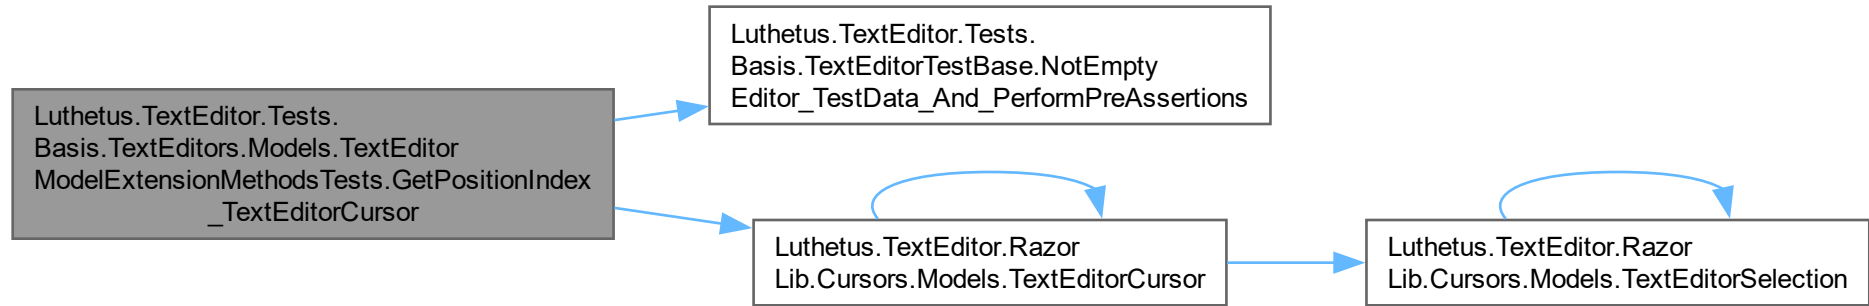 Luthetus.TextEditor.Tests.
Basis.TextEditors.Models.TextEditor
ModelExtensionMethodsTests.GetPositionIndex
_TextEditorCursor
Luthetus.TextEditor.Tests.
Basis.TextEditorTestBase.NotEmpty
Editor_TestData_And_PerformPreAssertions
Luthetus.TextEditor.Razor
Lib.Cursors.Models.TextEditorCursor
Luthetus.TextEditor.Razor
Lib.Cursors.Models.TextEditorSelection